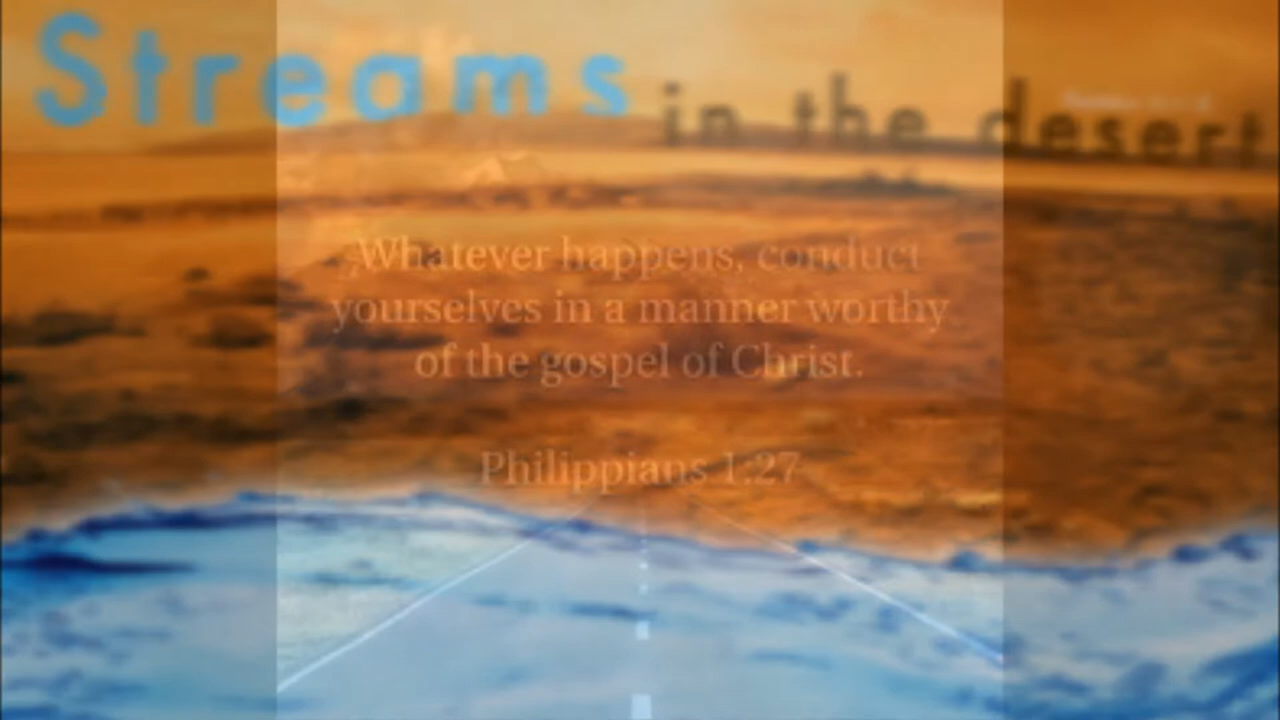 Streams in the desert
Whatever happens, conduct
yourselves in a manner worthy
of the gospel of Christ.
Philippians 1:27